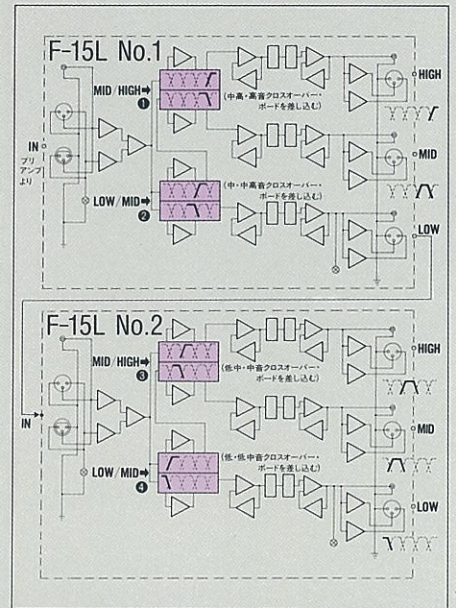 F-15L No.1
MID/HIGH➡
❶
(中高・高音クロスオーバー・
ボードを差し込む)
HIGH
IN
プリ
アンプ
より
MID
LOW/MID➡
❷
(中・中高音クロスオーバー・
ボードを差し込む)
LOW
F-15L No.2
MID/HIGH➡
❸
(低中・中音クロスオーバー・
ボードを差し込む)
HIGH
IN
MID
LOW/MID➡
❹
(低・低中音クロスオーバー・
ボードを差し込む)
LOW